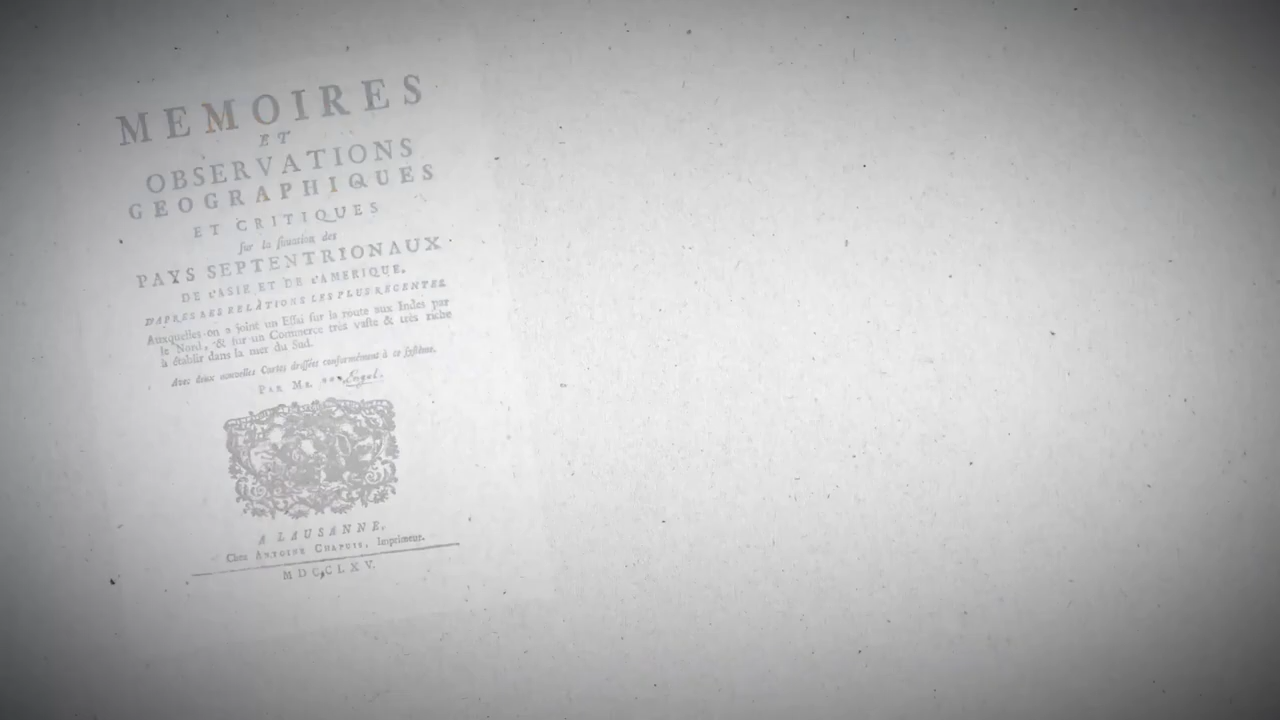 MEMOIRES
ET
OBSERVATIONS
GEOGRAPHIQUES
ET CRITIQUES
sur la situation des
PAYS SEPTENTRIONAUX
DE L'ASIE ET DE L'AMERIQUE,
D'APRES LES RELATIONS LES PLUS RECENTES.
Auxquelles on a joint un Essai sur la route aux Indes par
le Nord, & sur un Commerce très vaste & très riche
à établir dans la mer du Sud.
Avec deux nouvelles Cartes dressées conformément à ce système.
PAR MR. Engel.
A LAUSANNE,
Chez ANTOINE CHAPUIS, Imprimeur.
MDCCLXV.